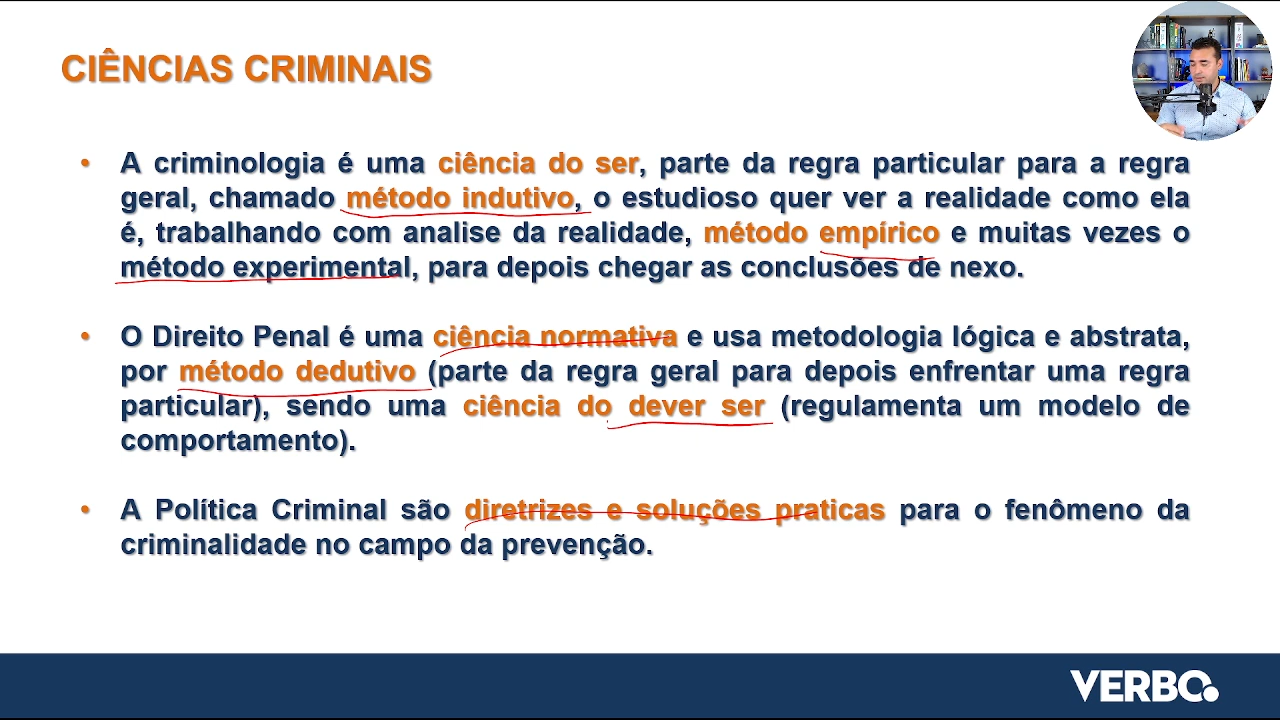 CIÊNCIAS CRIMINAIS
• A criminologia é uma ciência do ser, parte da regra particular para a regra
geral, chamado método indutivo, o estudioso quer ver a realidade como ela
é, trabalhando com analise da realidade, método empírico e muitas vezes o
método experimental, para depois chegar as conclusões de nexo.
• O Direito Penal é uma ciência normativa e usa metodologia lógica e abstrata,
por método dedutivo (parte da regra geral para depois enfrentar uma regra
particular), sendo uma ciência do dever ser (regulamenta um modelo de
comportamento).
• A Política Criminal são diretrizes e soluções praticas para o fenômeno da
criminalidade no campo da prevenção.
VERBO.